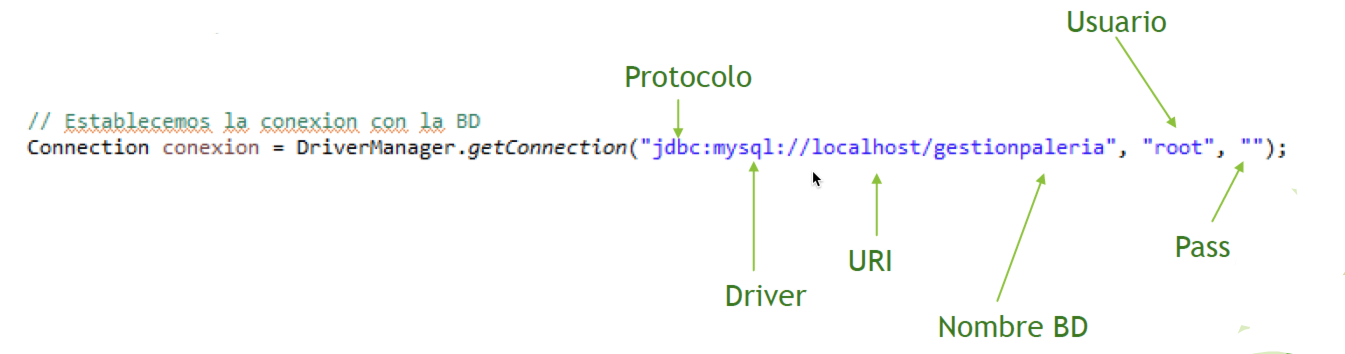 Usuario
Protocolo
// Establecemos la conexion con la BD
Connection conexion = DriverManager.getConnection("jdbc:mysql://localhost/gestionpaleria", "root", "");
Pass
URI
Driver
Nombre BD